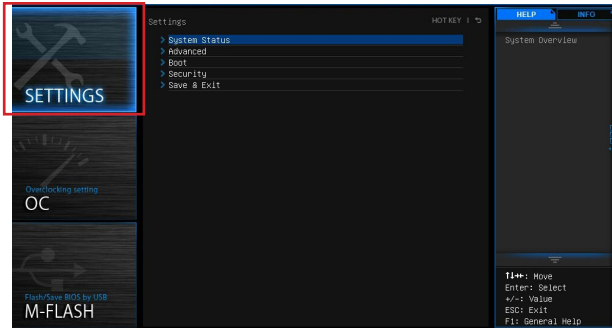 SETTINGS
Overclocking setting
OC
Flash/Save BIOS by USB
M-FLASH
Settings
HOT KEY |
> System Status
> Advanced
> Boot
> Security
> Save & Exit
HELP
INFO
System Overview
↑↓→←: Move
Enter: Select
+/-: Value
ESC: Exit
F1: General Help